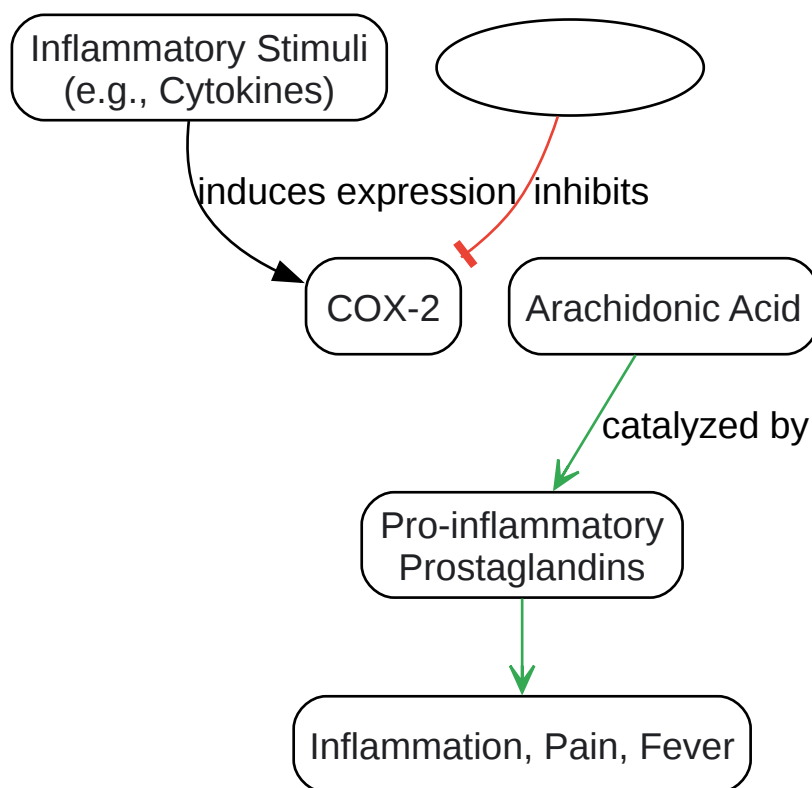 Inflammatory Stimuli
(e.g., Cytokines)
induces expression
inhibits
COX-2
Arachidonic Acid
catalyzed by
Pro-inflammatory
Prostaglandins
Inflammation, Pain, Fever